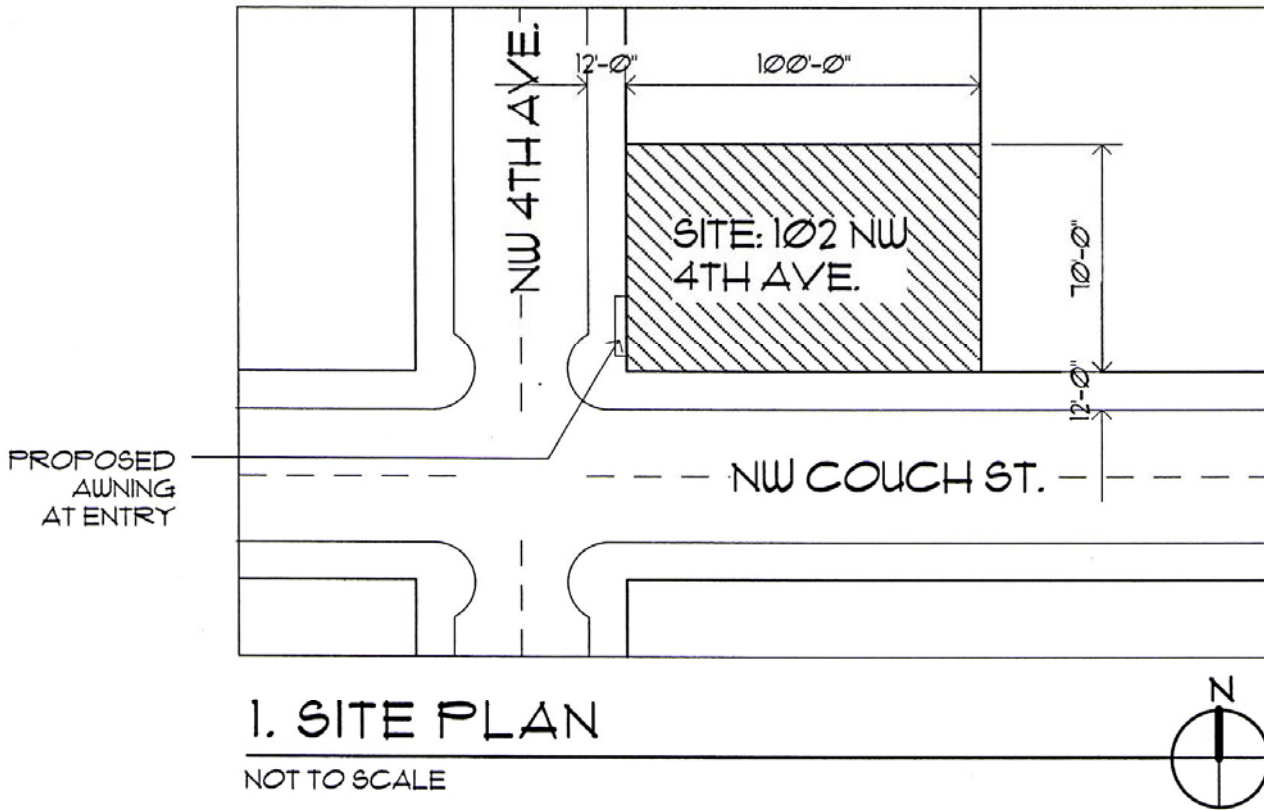 NW 4TH AVE.
12'-0"
100'-0"
SITE: 102 NW
4TH AVE.
70'-0"
12'-0"
PROPOSED
AWNING
AT ENTRY
NW COUCH ST.
1. SITE PLAN
N
NOT TO SCALE